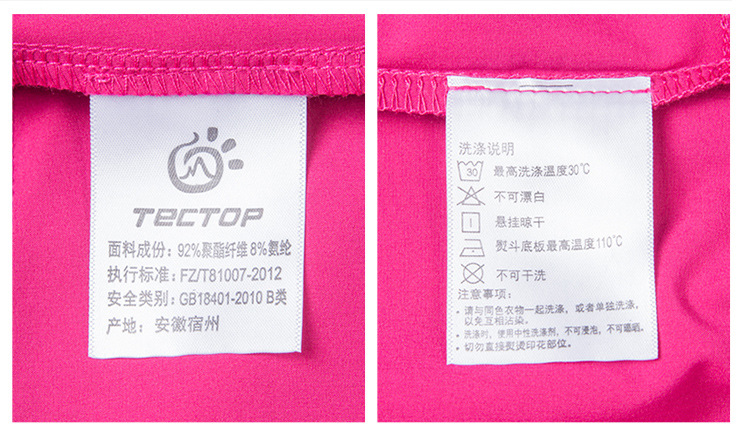 TECTOP
面料成份: 92%聚酯纤维 8%氨纶
执行标准: FZ/T81007-2012
安全类别: GB18401-2010 B类
产地: 安徽宿州
洗涤说明
30 最高洗涤温度30℃
不可漂白
悬挂晾干
熨斗底板最高温度110℃
不可干洗
注意事项:
• 请与同色衣物一起洗涤, 或者单独洗涤,
以免互相沾染。
• 洗涤时, 使用中性洗涤剂, 不可浸泡, 不可曝晒。
• 切勿直接熨烫印花部位。